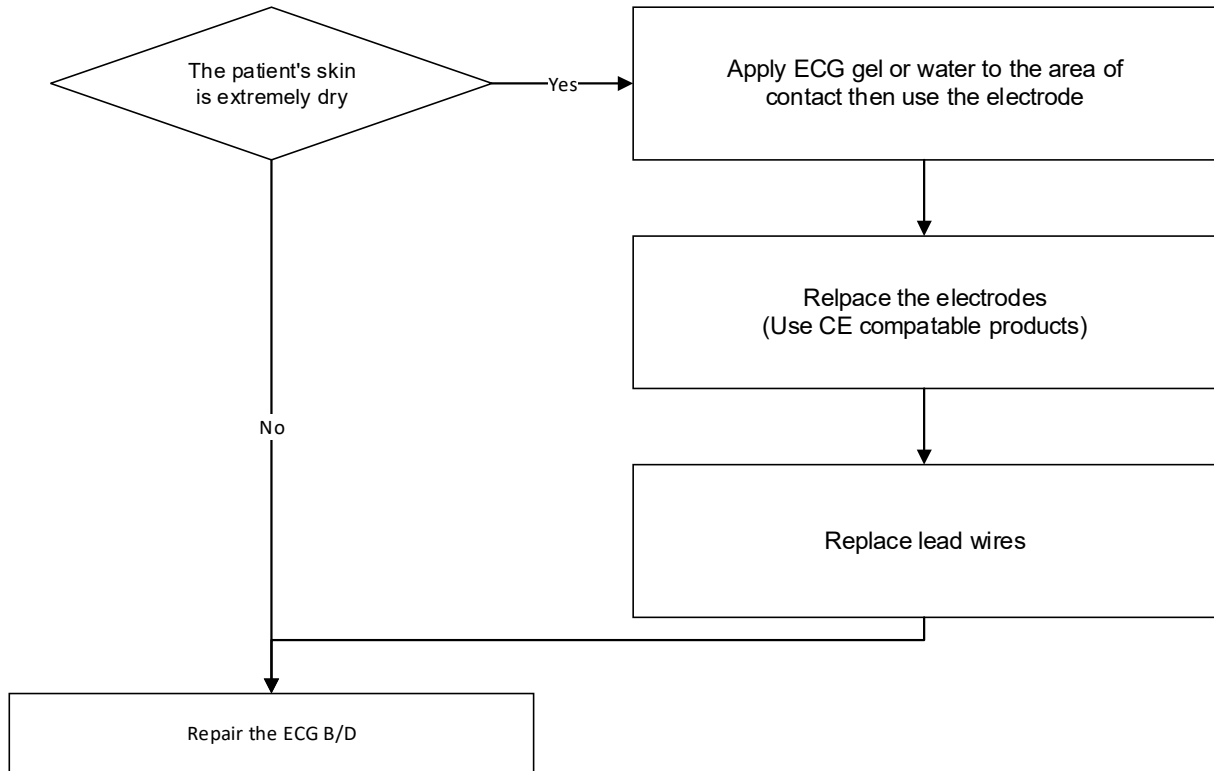 The patient's skin
is extremely dry
Yes
Apply ECG gel or water to the area of
contact then use the electrode
Relpace the electrodes
(Use CE compatable products)
No
Replace lead wires
Repair the ECG B/D